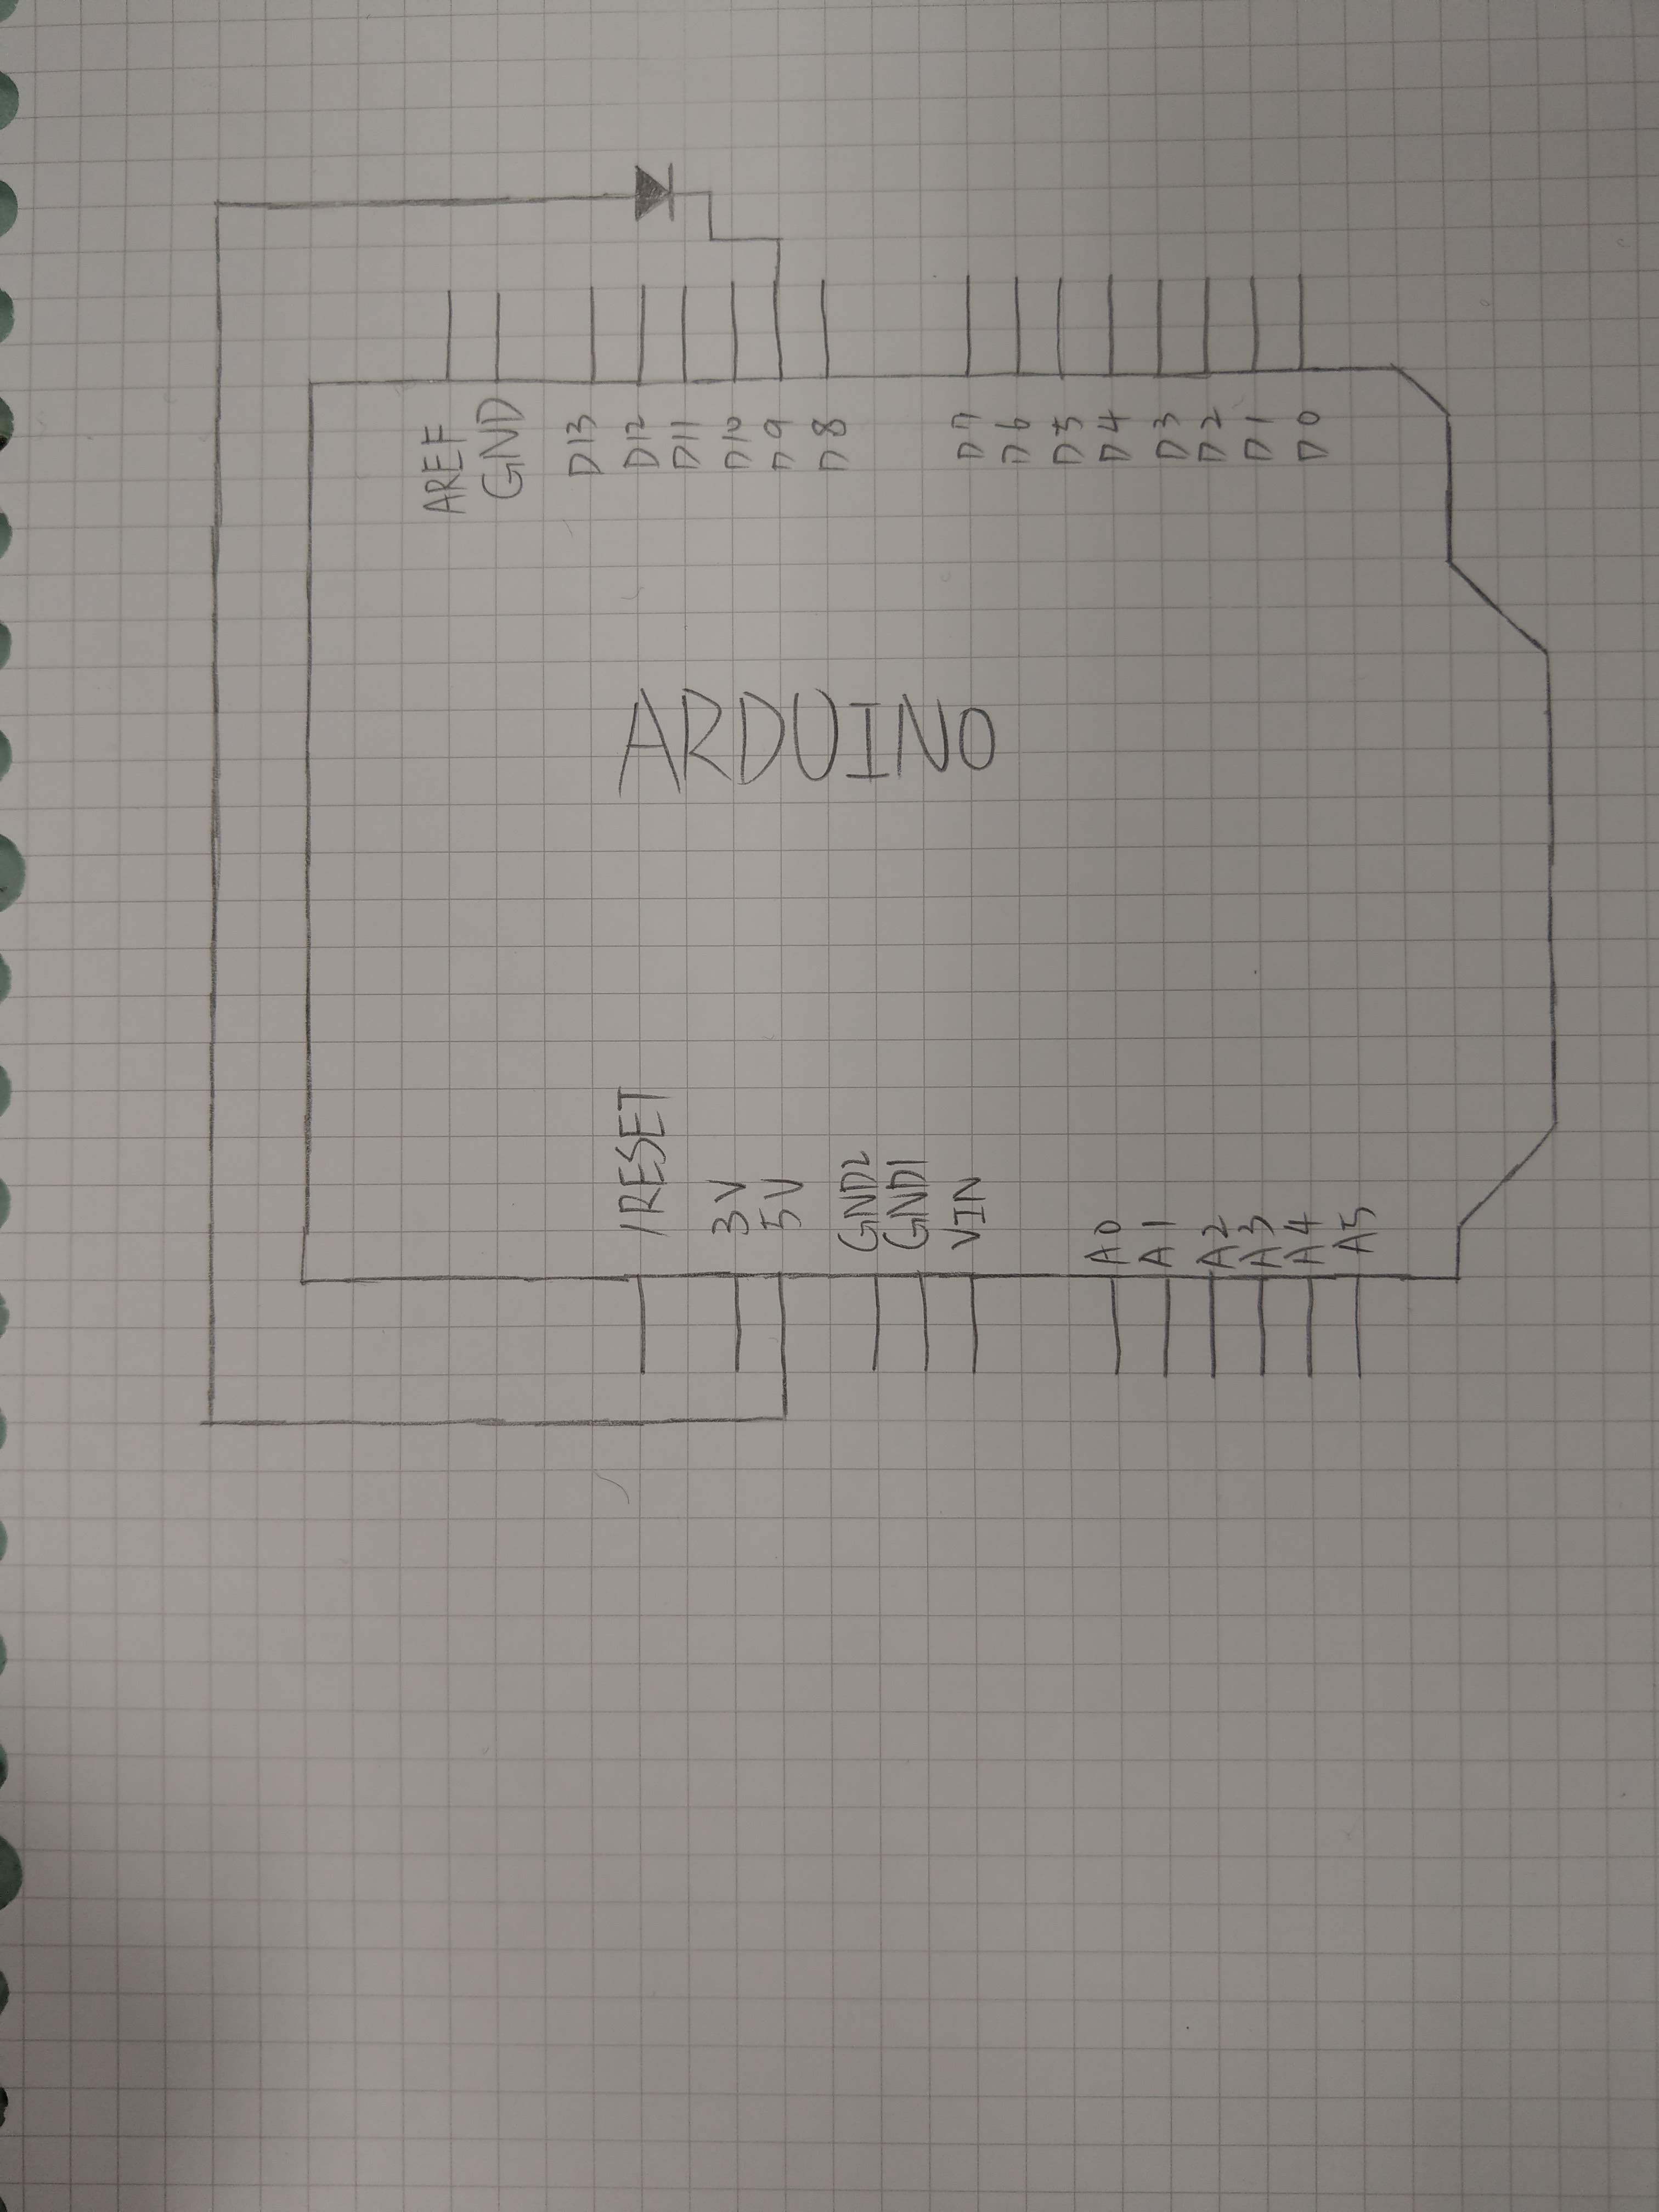 AREF
GND
D13
D12
D11
D10
D9
D8
D7
D6
D5
D4
D3
D2
D1
D0
ARDUINO
/RESET
3V
5V
GND2
GND1
VIN
A0
A1
A2
A3
A4
A5